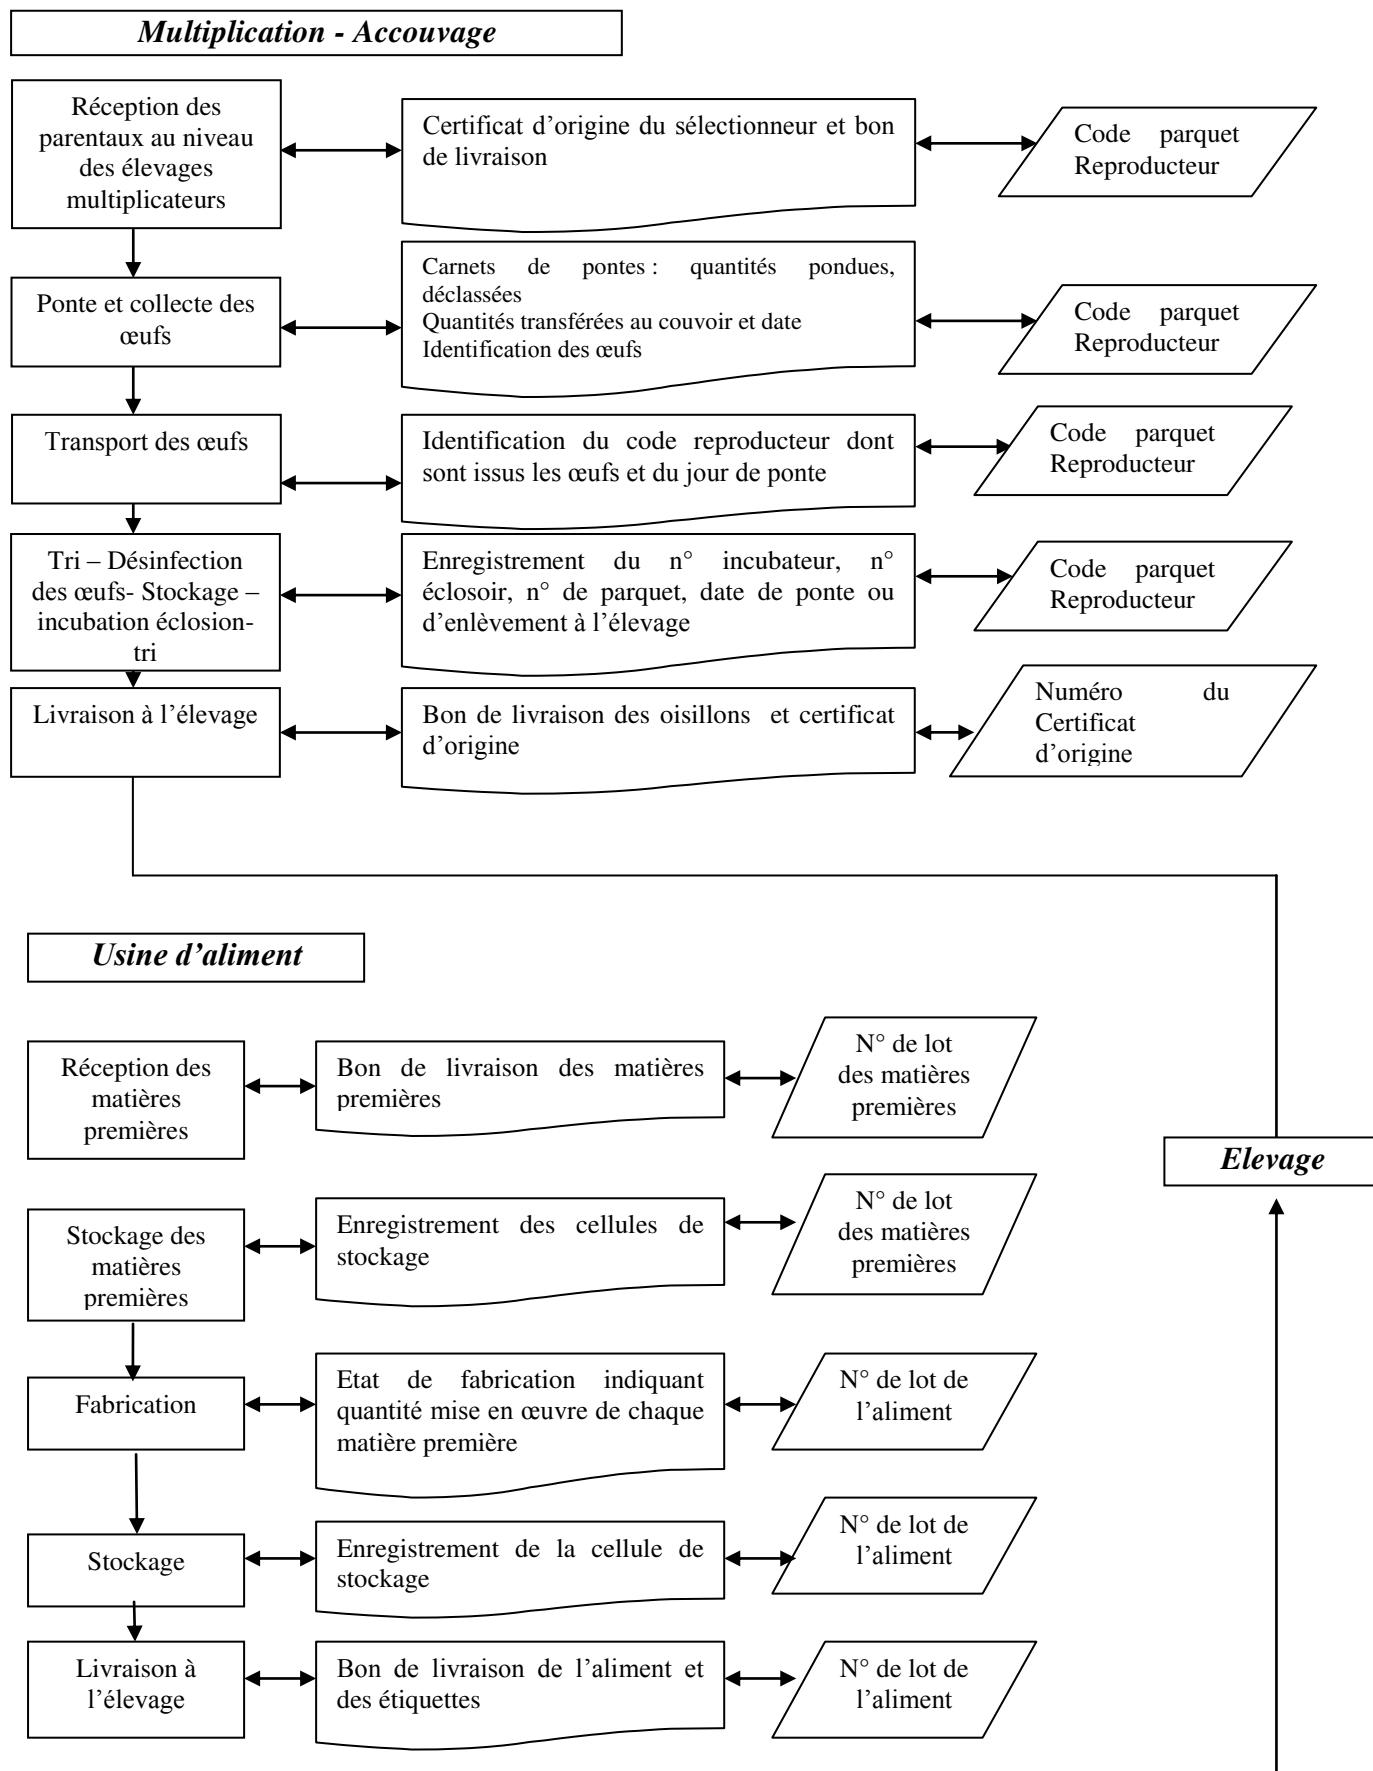 Multiplication - Accouvage
Réception des
parentaux au niveau
des élevages
multiplicateurs
Certificat d’origine du sélectionneur et bon
de livraison
Code parquet
Reproducteur
Ponte et collecte des
œufs
Carnets de pontes : quantités pondues,
déclassées
Quantités transférées au couvoir et date
Identification des œufs
Code parquet
Reproducteur
Transport des œufs
Identification du code reproducteur dont
sont issus les œufs et du jour de ponte
Code parquet
Reproducteur
Tri – Désinfection
des œufs- Stockage –
incubation éclosion-
tri
Enregistrement du n° incubateur, n°
éclosoir, n° de parquet, date de ponte ou
d’enlèvement à l’élevage
Code parquet
Reproducteur
Livraison à l’élevage
Bon de livraison des oisillons et certificat
d’origine
Numéro du
Certificat
d’origine
Usine d’aliment
Réception des
matières
premières
Bon de livraison des matières
premières
N° de lot
des matières
premières
Elevage
Stockage des
matières
premières
Enregistrement des cellules de
stockage
N° de lot
des matières
premières
Fabrication
Etat de fabrication indiquant
quantité mise en œuvre de chaque
matière première
N° de lot de
l’aliment
Stockage
Enregistrement de la cellule de
stockage
N° de lot de
l’aliment
Livraison à
l’élevage
Bon de livraison de l’aliment et
des étiquettes
N° de lot de
l’aliment